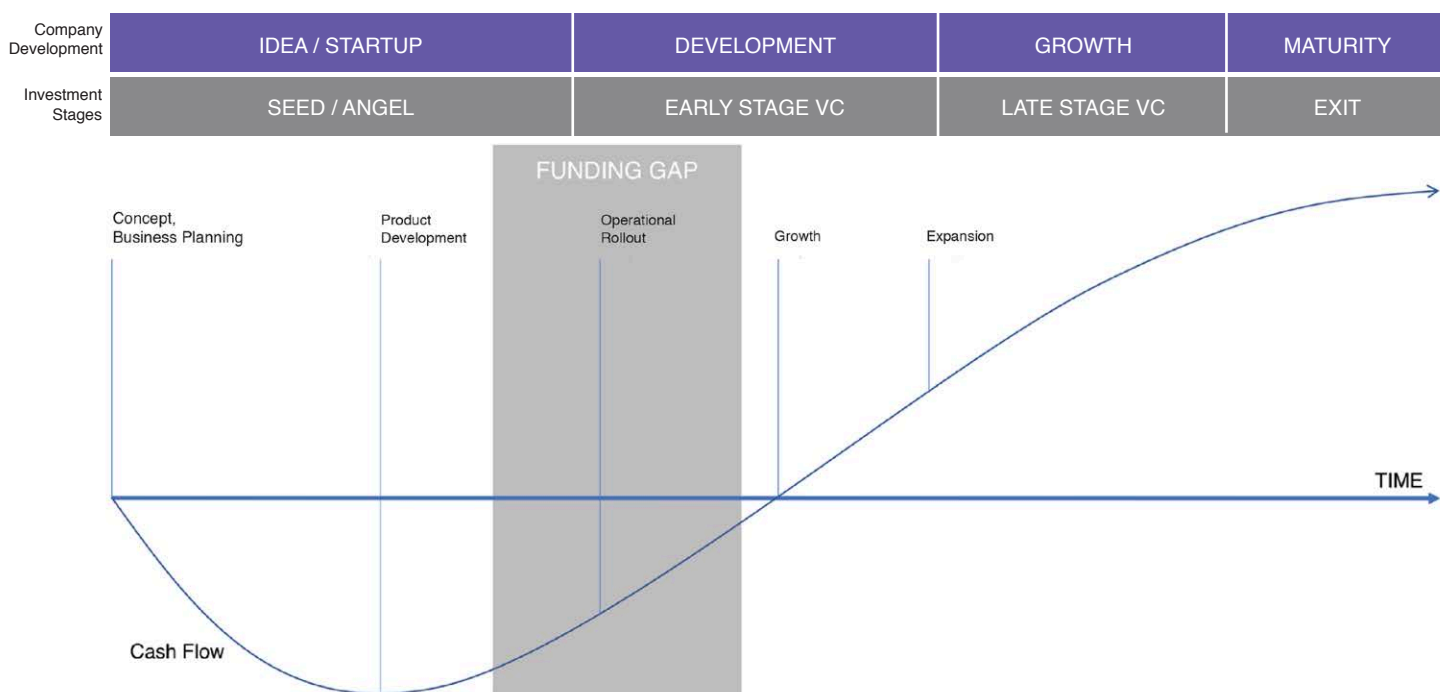 Company
Development
IDEA / STARTUP
DEVELOPMENT
GROWTH
MATURITY
Investment
Stages
SEED / ANGEL
EARLY STAGE VC
LATE STAGE VC
EXIT
FUNDING GAP
Concept,
Business Planning
Product
Development
Operational
Rollout
Growth
Expansion
TIME
Cash Flow